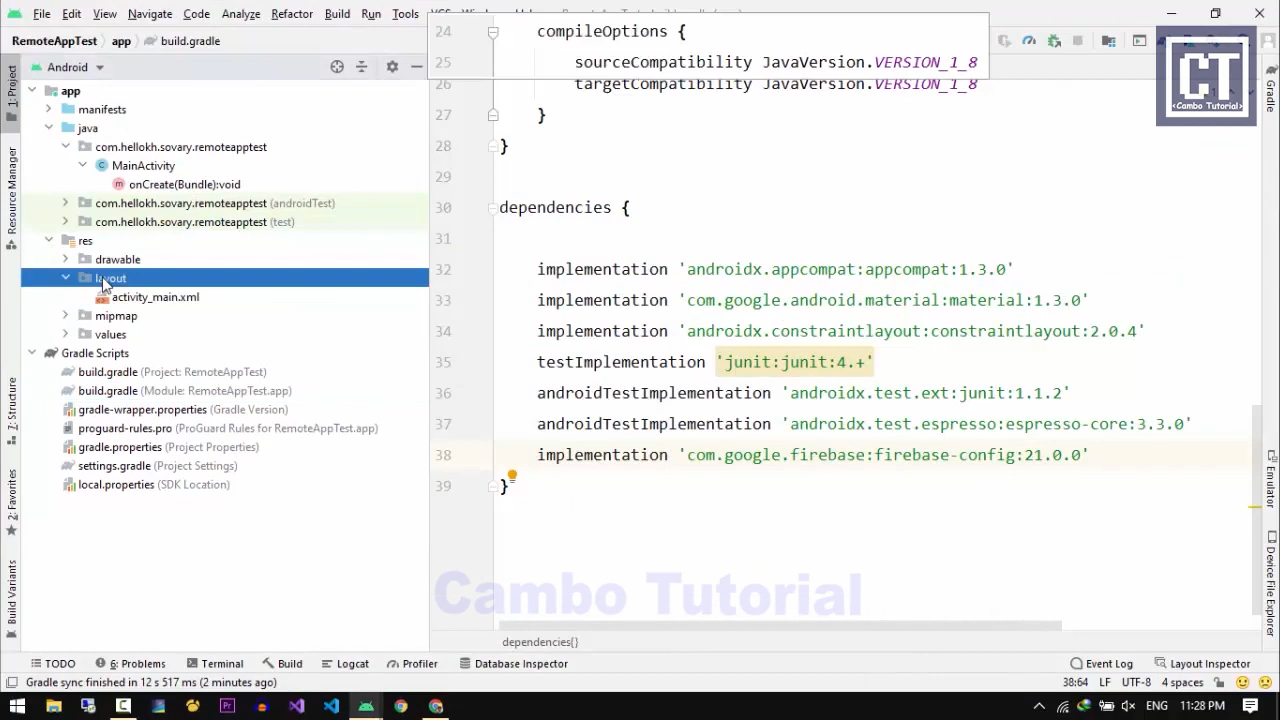 File Edit View Navigate Code Analyze Refactor Build Run Tools
RemoteAppTest app build.gradle
Android
app
manifests
java
com.hellokh.sovary.remoteapptest
MainActivity
onCreate(Bundle):void
com.hellokh.sovary.remoteapptest (androidTest)
com.hellokh.sovary.remoteapptest (test)
res
drawable
layout
activity_main.xml
mipmap
values
Gradle Scripts
build.gradle (Project: RemoteAppTest)
build.gradle (Module: RemoteAppTest.app)
gradle-wrapper.properties (Gradle Version)
proguard-rules.pro (ProGuard Rules for RemoteAppTest.app)
gradle.properties (Project Properties)
settings.gradle (Project Settings)
local.properties (SDK Location)
1: Project
Resource Manager
7: Structure
2: Favorites
Build Variants
24 compileOptions {
25 sourceCompatibility JavaVersion.VERSION_1_8
26 targetCompatibility JavaVersion.VERSION_1_8
27 }
28 }
29
30 dependencies {
31
32 implementation 'androidx.appcompat:appcompat:1.3.0'
33 implementation 'com.google.android.material:material:1.3.0'
34 implementation 'androidx.constraintlayout:constraintlayout:2.0.4'
35 testImplementation 'junit:junit:4.+'
36 androidTestImplementation 'androidx.test.ext:junit:1.1.2'
37 androidTestImplementation 'androidx.test.espresso:espresso-core:3.3.0'
38 implementation 'com.google.firebase:firebase-config:21.0.0'
39 }
Cambo Tutorial
dependencies{}
CT
<Cambo Tutorial>
Gradle
Emulator
Device File Explorer
TODO 6: Problems Terminal Build Logcat Profiler Database Inspector Event Log Layout Inspector
Gradle sync finished in 12 s 517 ms (2 minutes ago) 38:64 LF UTF-8 4 spaces
ENG 11:28 PM